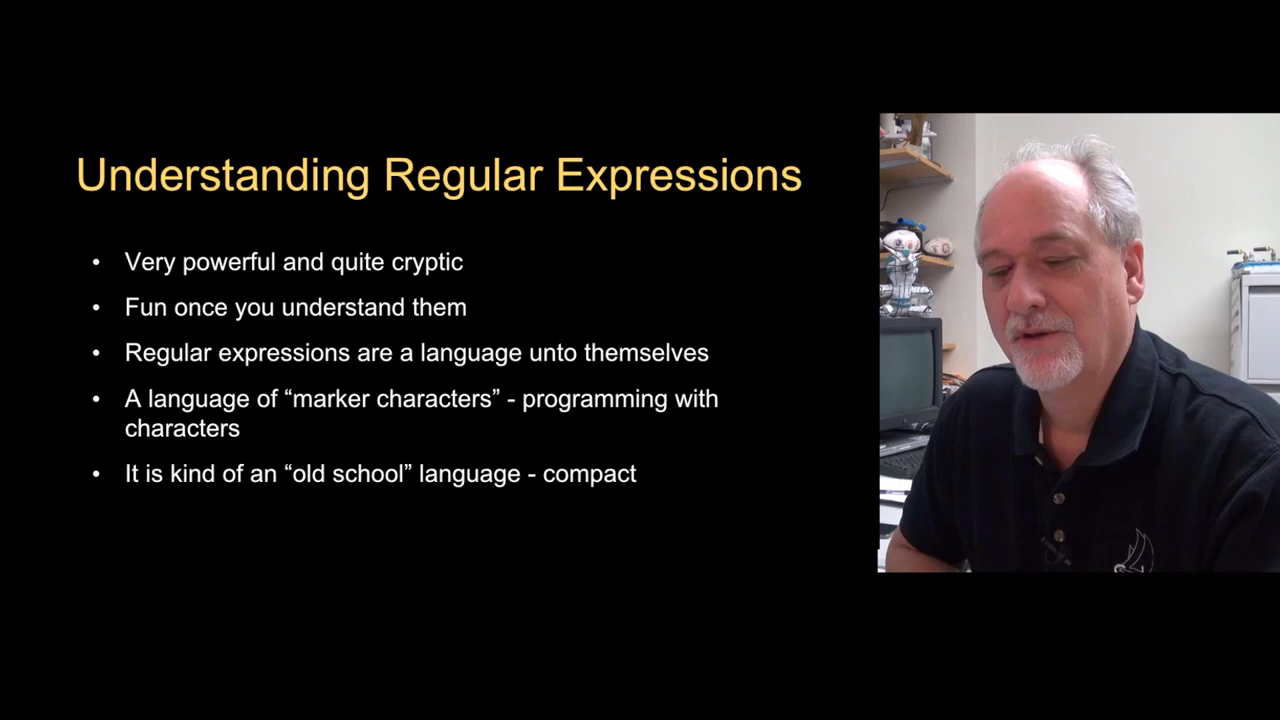 Understanding Regular Expressions
• Very powerful and quite cryptic
• Fun once you understand them
• Regular expressions are a language unto themselves
• A language of “marker characters” - programming with
characters
• It is kind of an “old school” language - compact